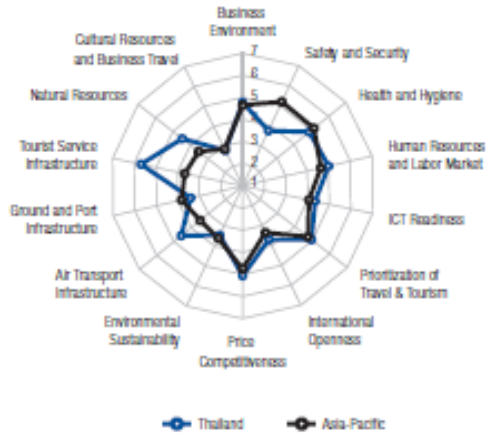 Business
Environment
Safety and Security
Health and Hygiene
Human Resources
and Labor Market
ICT Readiness
Prioritization of
Travel & Tourism
International
Openness
Price
Competitiveness
Environmental
Sustainability
Air Transport
Infrastructure
Ground and Port
Infrastructure
Tourist Service
Infrastructure
Natural Resources
Cultural Resources
and Business Travel
7
6
5
3
2
1
Thailand
Asia-Pacific